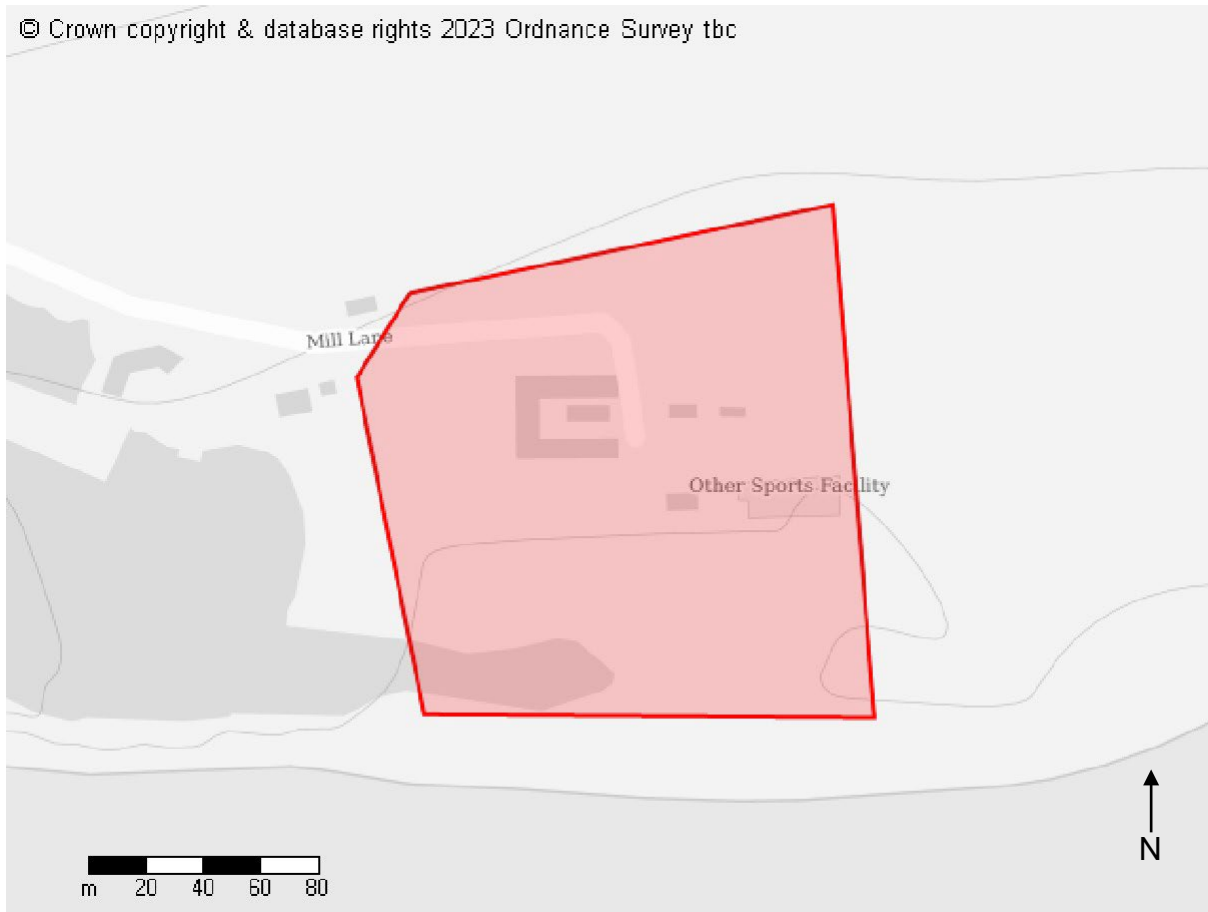 © Crown copyright & database rights 2023 Ordnance Survey tbc
Mill Lane
Other Sports Facility
N
m 20 40 60 80